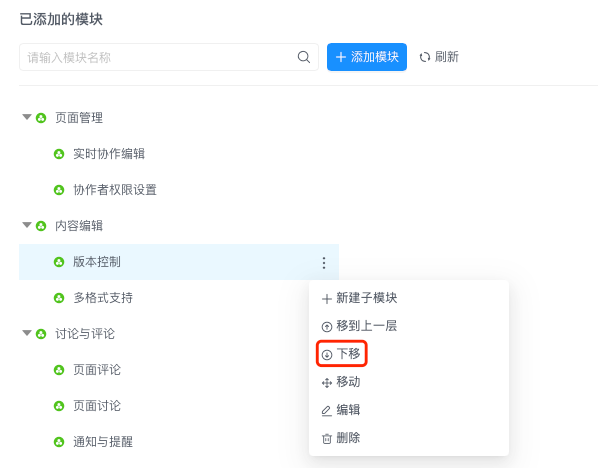 已添加的模块
请输入模块名称
添加模块
刷新
页面管理
实时协作编辑
协作者权限设置
内容编辑
版本控制
多格式支持
讨论与评论
页面评论
页面讨论
通知与提醒
新建子模块
移到上一层
下移
移动
编辑
删除